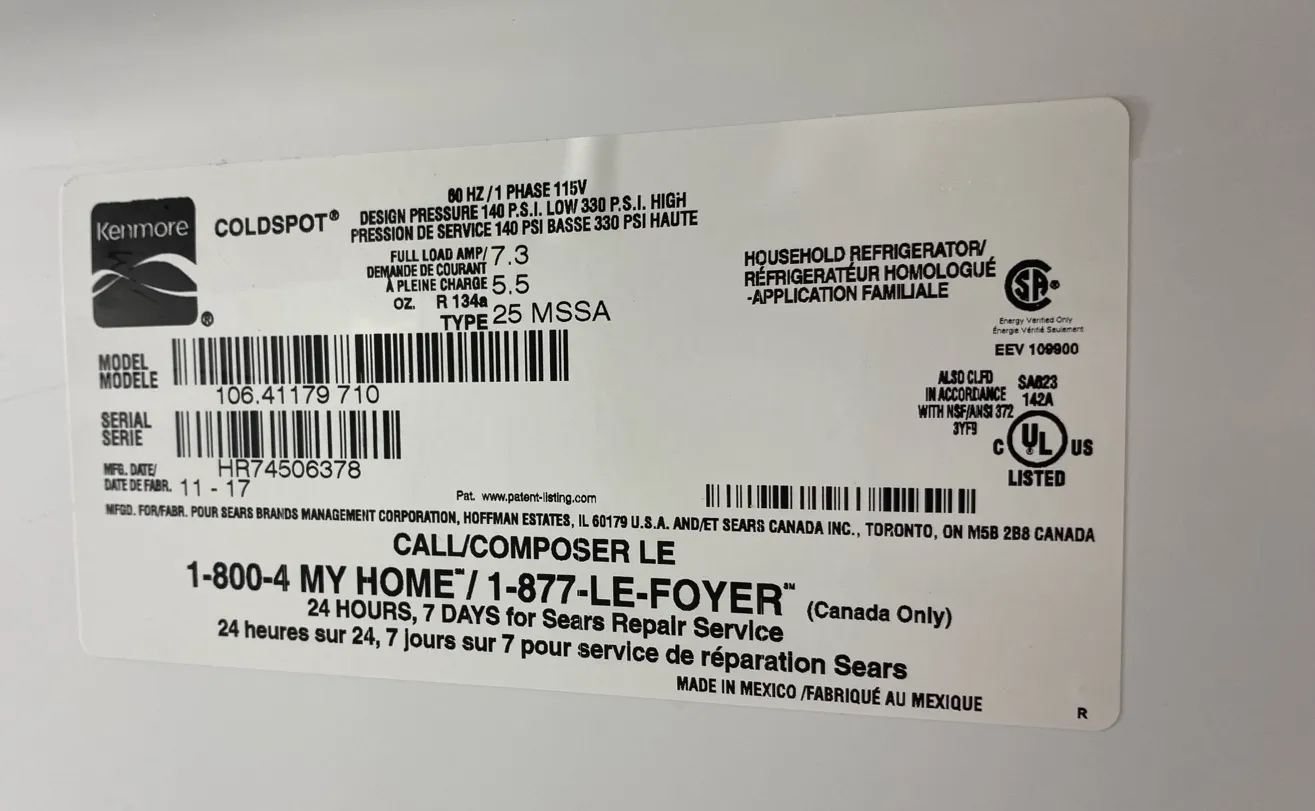 Kenmore
®
COLDSPOT®
60 HZ / 1 PHASE 115V
DESIGN PRESSURE 140 P.S.I. LOW 330 P.S.I. HIGH
PRESSION DE SERVICE 140 PSI BASSE 330 PSI HAUTE
FULL LOAD AMP/ 7.3
DEMANDE DE COURANT
À PLEINE CHARGE 5.5
OZ. R 134a
TYPE 25 MSSA
HOUSEHOLD REFRIGERATOR/
RÉFRIGERATÉUR HOMOLOGUÉ
-APPLICATION FAMILIALE
SA®
Energy Verified Only
Énergie Vérifié Seulement
EEV 109900
MODEL
MODÈLE
106.41179 710
SERIAL
SERIE
HR74506378
MFG. DATE/
DATE DE FABR. 11 - 17
ALSO CLFD
IN ACCORDANCE
WITH NSF/ANSI 372
3YF9
SA623
142A
C UL US
LISTED
Pat. www.patent-listing.com
MFGD. FOR/FABR. POUR SEARS BRANDS MANAGEMENT CORPORATION, HOFFMAN ESTATES, IL 60179 U.S.A. AND/ET SEARS CANADA INC., TORONTO, ON M5B 2B8 CANADA
CALL/COMPOSER LE
1-800-4 MY HOME℠/ 1-877-LE-FOYER™ (Canada Only)
24 HOURS, 7 DAYS for Sears Repair Service
24 heures sur 24, 7 jours sur 7 pour service de réparation Sears
MADE IN MEXICO /FABRIQUÉ AU MEXIQUE
R